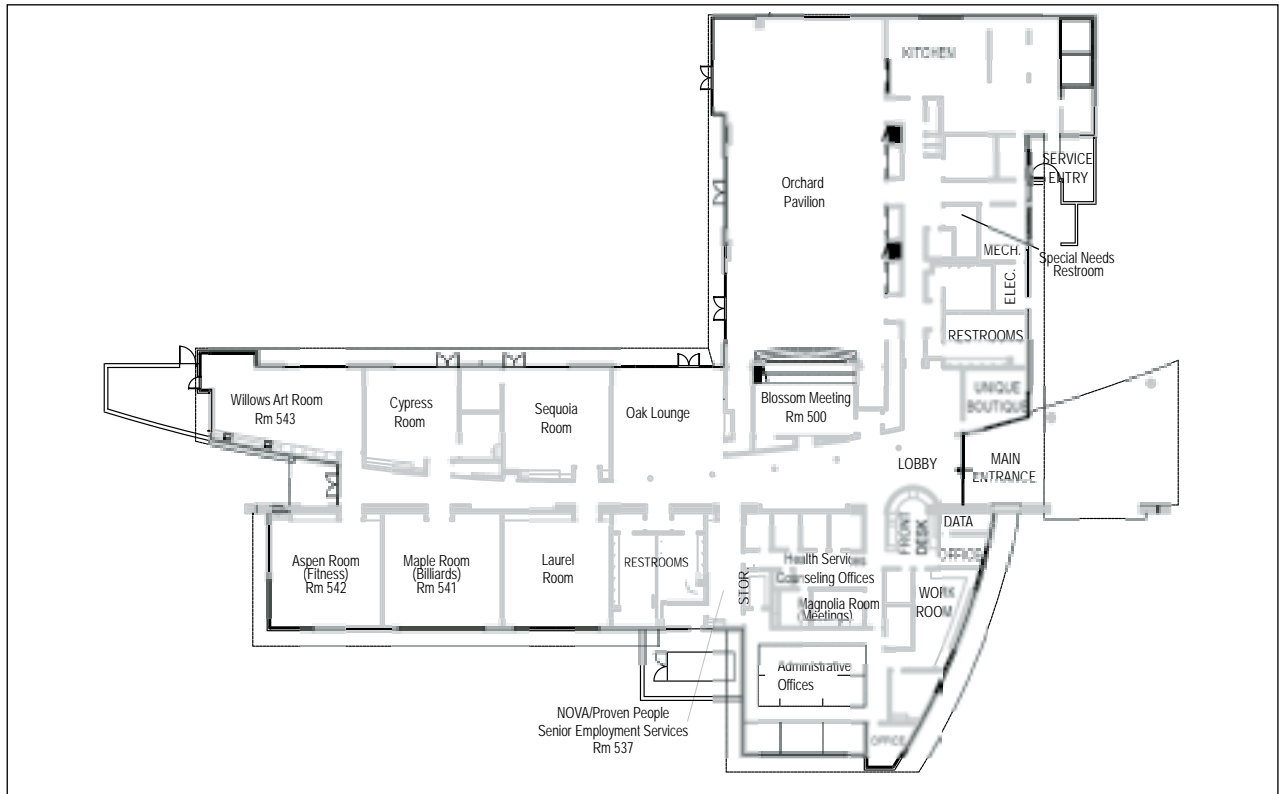 KITCHEN
SERVICE
ENTRY
Orchard
Pavilion
MECH.
Special Needs
Restroom
ELEC.
RESTROOMS
UNIQUE
BOUTIQUE
Willows Art Room
Rm 543
Cypress
Room
Sequoia
Room
Oak Lounge
Blossom Meeting
Rm 500
LOBBY
MAIN
ENTRANCE
FRONT
DESK
DATA
OFFICE
Aspen Room
(Fitness)
Rm 542
Maple Room
(Billiards)
Rm 541
Laurel
Room
RESTROOMS
STOR.
Health Services
Counseling Offices
Magnolia Room
(Meetings)
WORK
ROOM
Administrative
Offices
OFFICE
NOVA/Proven People
Senior Employment Services
Rm 537